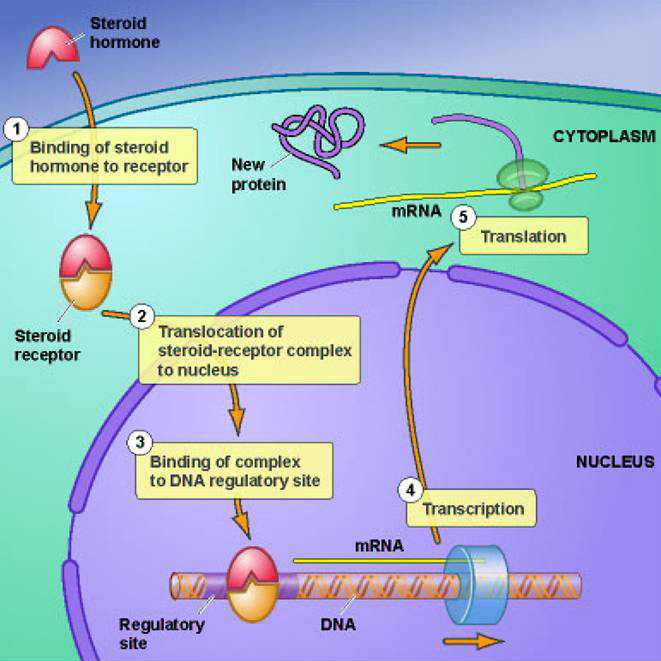 Steroid
hormone
1
Binding of steroid
hormone to receptor
CYTOPLASM
New
protein
mRNA
5
Translation
Steroid
receptor
2
Translocation of
steroid-receptor complex
to nucleus
3
Binding of complex
to DNA regulatory site
NUCLEUS
4
Transcription
mRNA
Regulatory
site
DNA